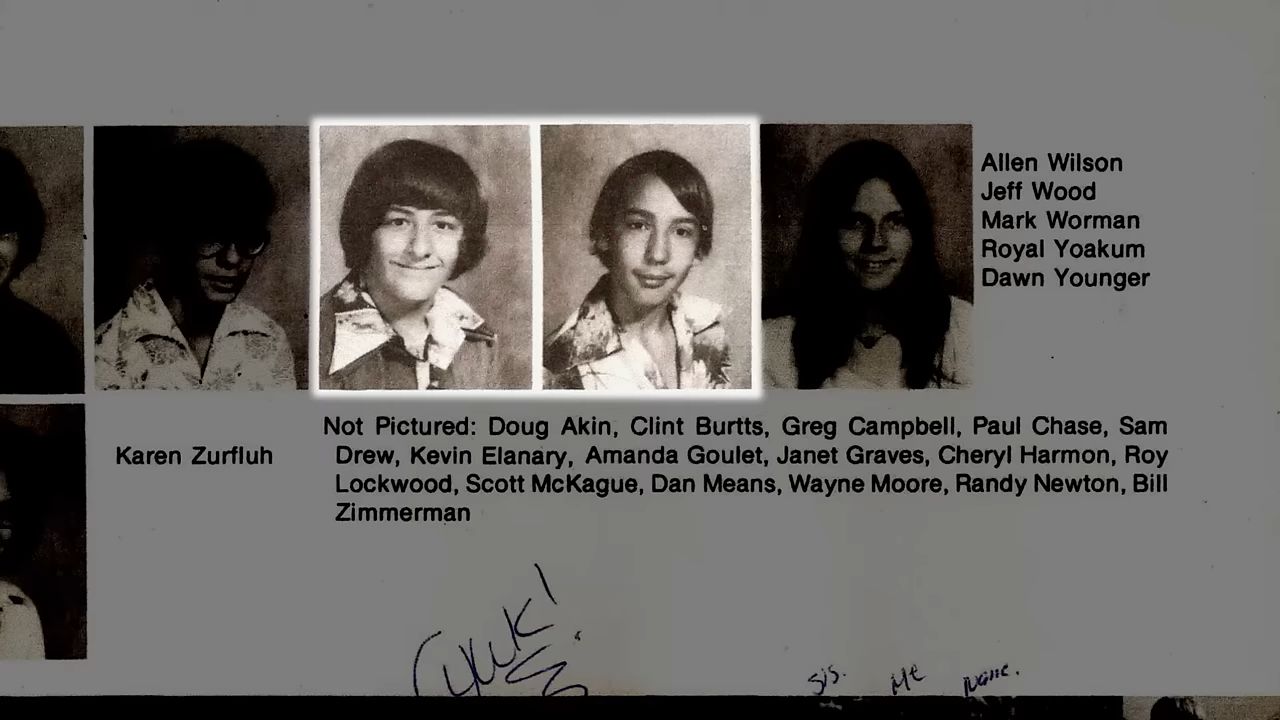 Allen Wilson
Jeff Wood
Mark Worman
Royal Yoakum
Dawn Younger
Karen Zurfluh
Not Pictured: Doug Akin, Clint Burtts, Greg Campbell, Paul Chase, Sam
Drew, Kevin Elanary, Amanda Goulet, Janet Graves, Cheryl Harmon, Roy
Lockwood, Scott McKague, Dan Means, Wayne Moore, Randy Newton, Bill
Zimmerman
sis. Me